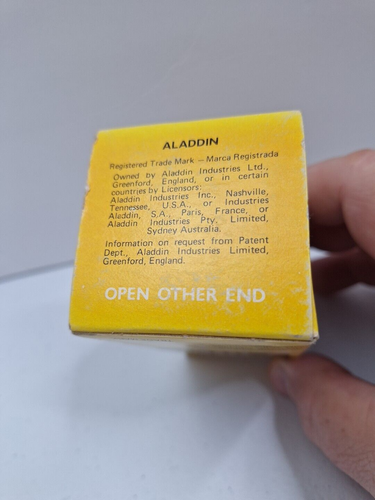 ALADDIN
Registered Trade Mark – Marca Registrada
Owned by Aladdin Industries Ltd.,
Greenford, England, or in certain
countries by Licensors:
Aladdin Industries Inc., Nashville,
Tennessee, U.S.A., or Industries
Aladdin, S.A., Paris, France, or
Aladdin Industries Pty. Limited,
Sydney Australia.
Information on request from Patent
Dept., Aladdin Industries Limited,
Greenford, England.
OPEN OTHER END